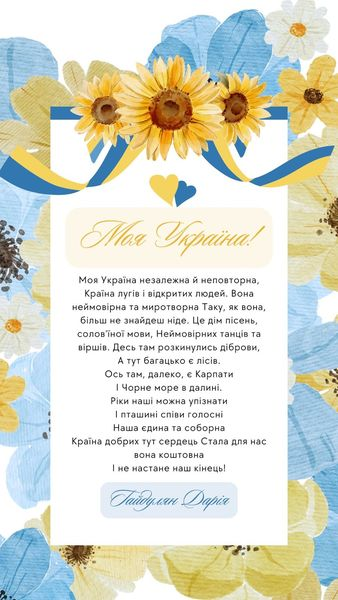 Моя Україна!
Моя Україна незалежна й неповторна,
Країна лугів і відкритих людей. Вона
неймовірна та миротворна Таку, як вона,
більш не знайдеш ніде. Це дім пісень,
солов'їної мови, Неймовірних танців та
віршів. Десь там розкинулись діброви,
А тут багацько є лісів.
Ось там, далеко, є Карпати
І Чорне море в далині.
Ріки наші можна упізнати
І пташині співи голосні
Наша єдина та соборна
Країна добрих тут сердець Стала для нас
вона коштовна
І не настане наш кінець!
Гайдулян Дарія